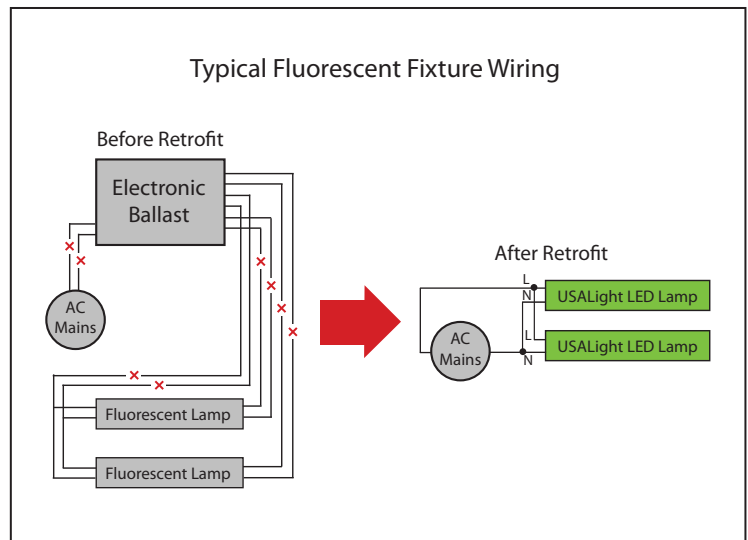 Typical Fluorescent Fixture Wiring
Before Retrofit
Electronic
Ballast
AC
Mains
Fluorescent Lamp
Fluorescent Lamp
After Retrofit
L
N
USALight LED Lamp
L
N
USALight LED Lamp
AC
Mains